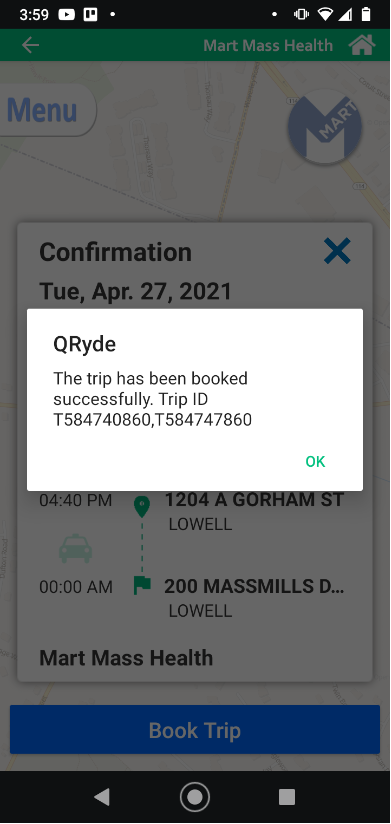 3:59
Mart Mass Health
Menu
MART
Confirmation
Tue, Apr. 27, 2021
QRyde
The trip has been booked
successfully. Trip ID
T584740860,T584747860
OK
04:40 PM
1204 A GORHAM ST
LOWELL
00:00 AM
200 MASSMILLS D...
LOWELL
Mart Mass Health
Book Trip